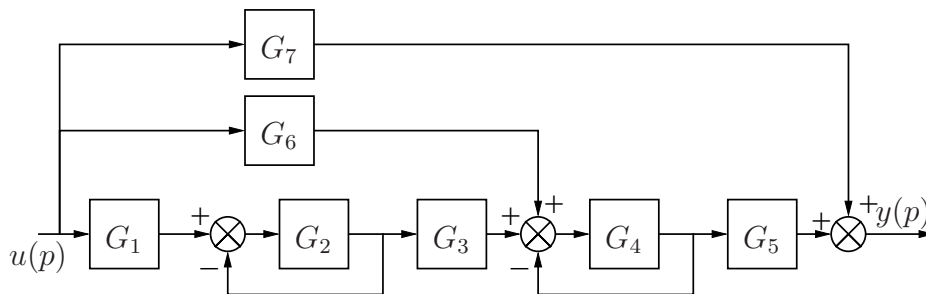 G₇
G₆
+ + + y(p)
G₁ + G₂ G₃ + G₄ G₅ +
u(p) − −